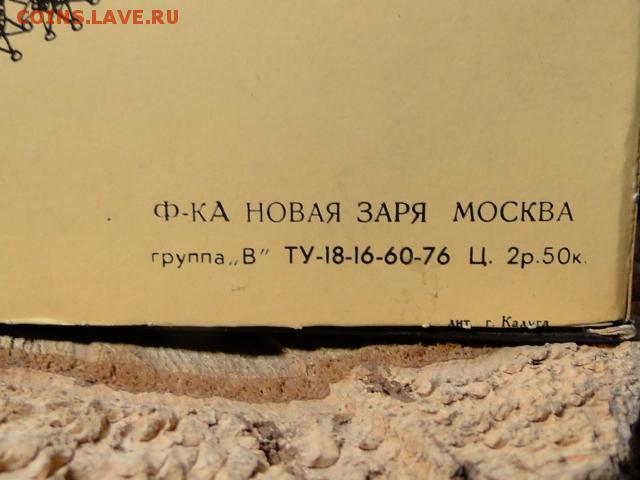 COINS.LAVE.RU
Ф-КА НОВАЯ ЗАРЯ МОСКВА
группа „В" ТУ-18-16-60-76 Ц. 2р.50к.
г. Калуга